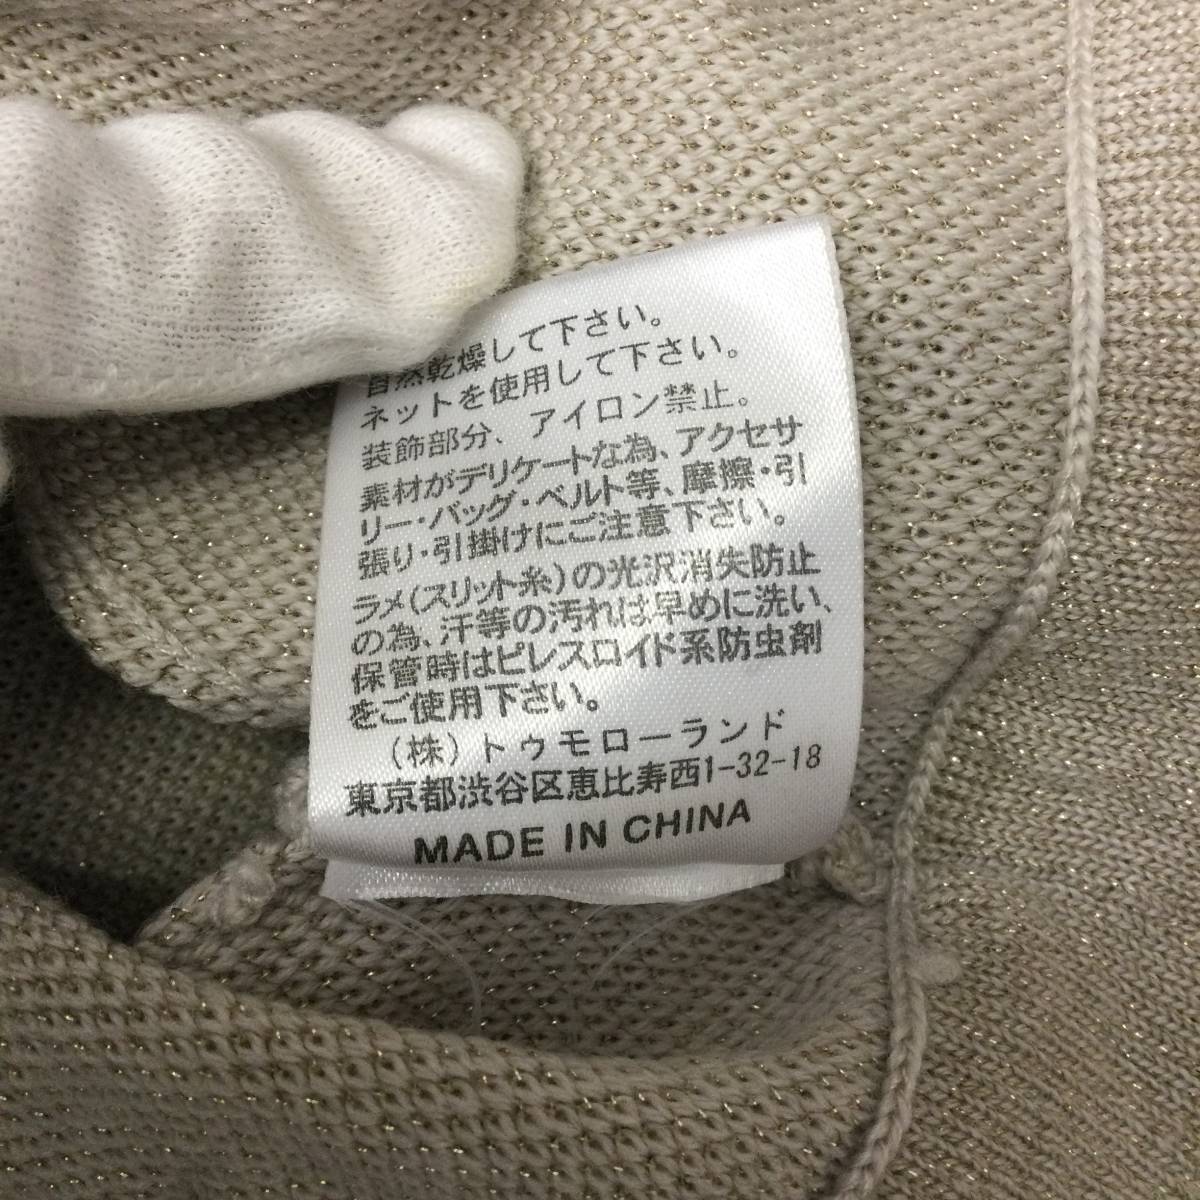 自然乾燥して下さい。
ネットを使用して下さい。
装飾部分、アイロン禁止。
素材がデリケートな為、アクセサ
リー・バッグ・ベルト等、摩擦・引
張り・引掛けにご注意下さい。
ラメ(スリット糸)の光沢消失防止
の為、汗等の汚れは早めに洗い、
保管時はピレスロイド系防虫剤
をご使用下さい。
(株)トゥモローランド
東京都渋谷区恵比寿西1-32-18
MADE IN CHINA